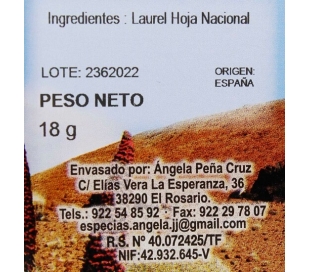 Ingredientes : Laurel Hoja Nacional
LOTE: 2362022
ORIGEN:
ESPAÑA
PESO NETO
18 g
Envasado por: Ángela Peña Cruz
C/ Elías Vera La Esperanza, 36
38290 El Rosario.
Tels.: 922 54 85 92 · Fax: 922 29 78 07
especias.angela.jj@gmail.com
R.S. Nº 40.072425/TF
NIF:42.932.645-V